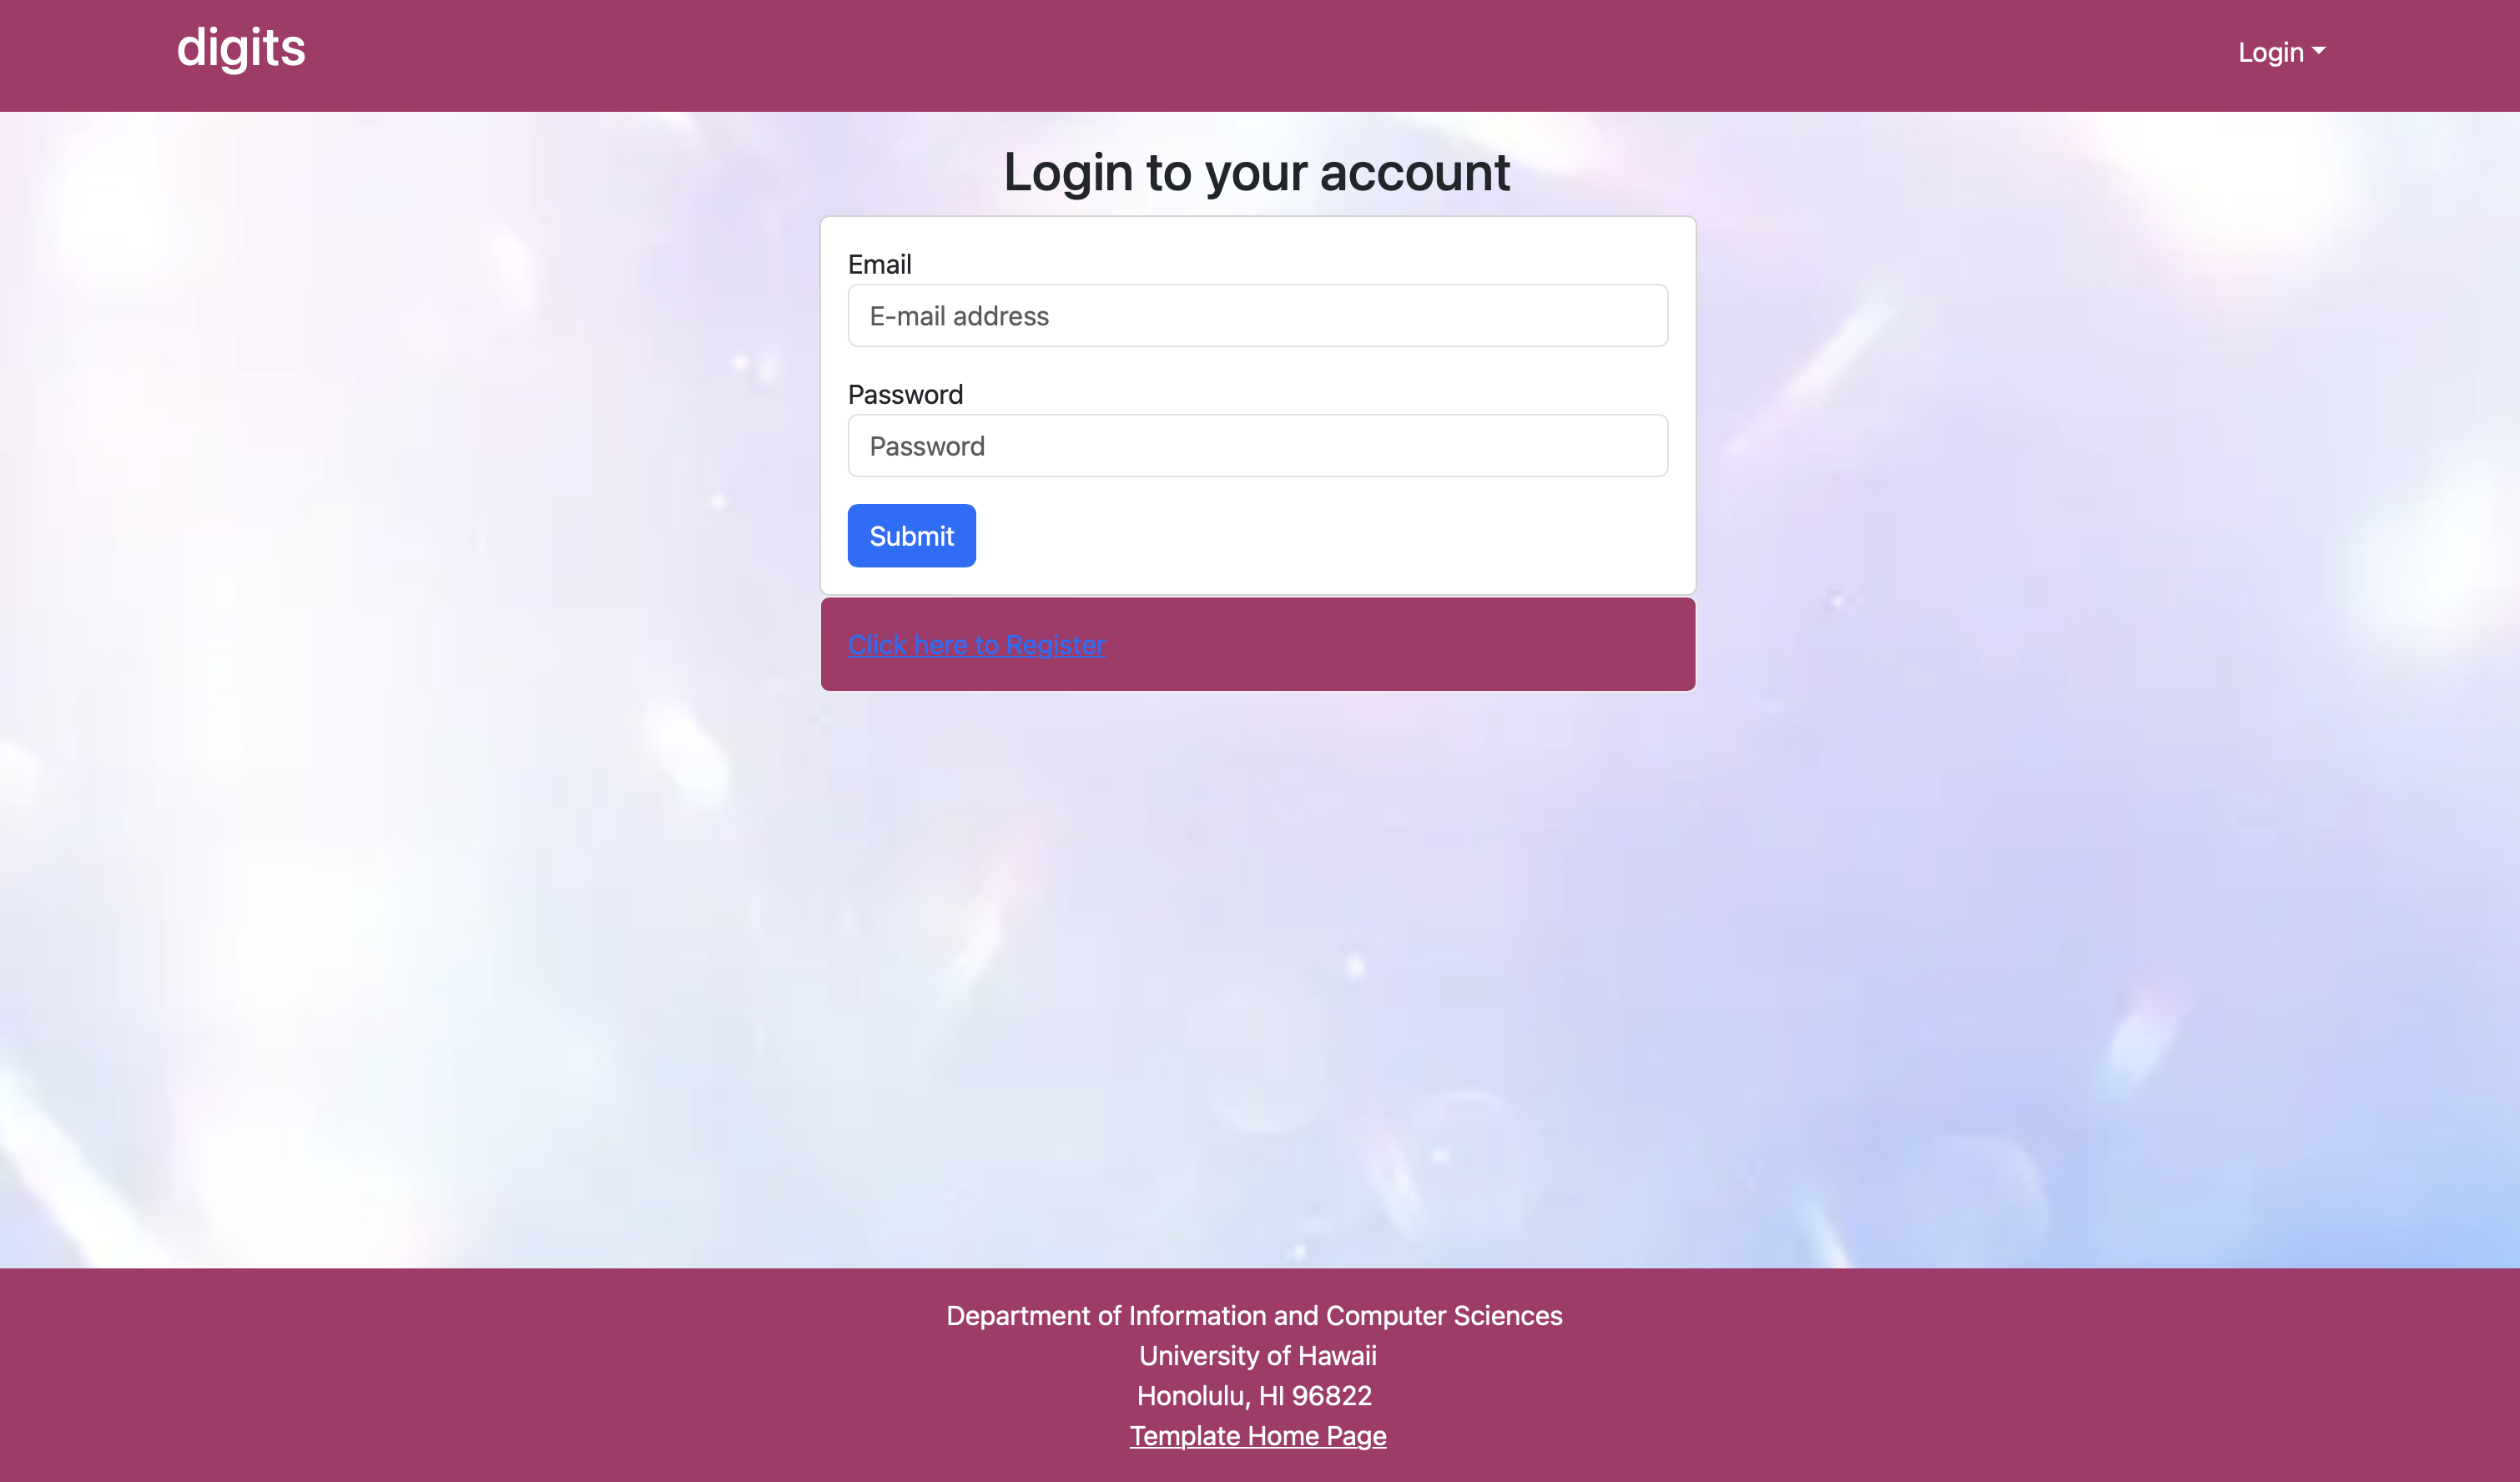 digits
Login
Login to your account
Email
E-mail address
Password
Password
Submit
Click here to Register
Department of Information and Computer Sciences
University of Hawaii
Honolulu, HI 96822
Template Home Page